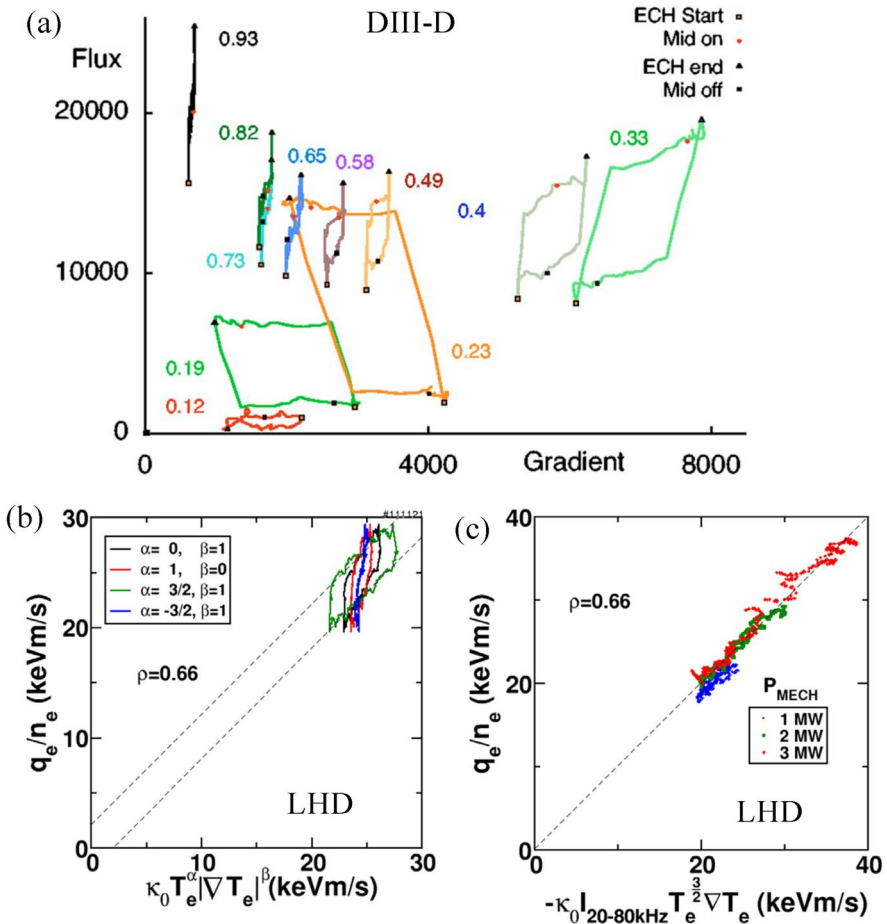 (a)
DIII-D
Flux
20000
10000
0
0
4000
Gradient
8000
ECH Start
Mid on
ECH end
Mid off
0.93
0.82
0.65
0.58
0.49
0.4
0.33
0.73
0.19
0.23
0.12
(b)
#111121
q_e/n_e (keVm/s)
30
20
10
0
α= 0, β=1
α= 1, β=0
α= 3/2, β=1
α= -3/2, β=1
ρ=0.66
LHD
0
10
20
30
κ₀T_e^α|∇T_e|^β(keVm/s)
(c)
q_e/n_e (keVm/s)
40
20
0
ρ=0.66
P_MECH
1 MW
2 MW
3 MW
LHD
0
20
40
-κ₀I_20-80kHz T_e^3/2 ∇T_e (keVm/s)